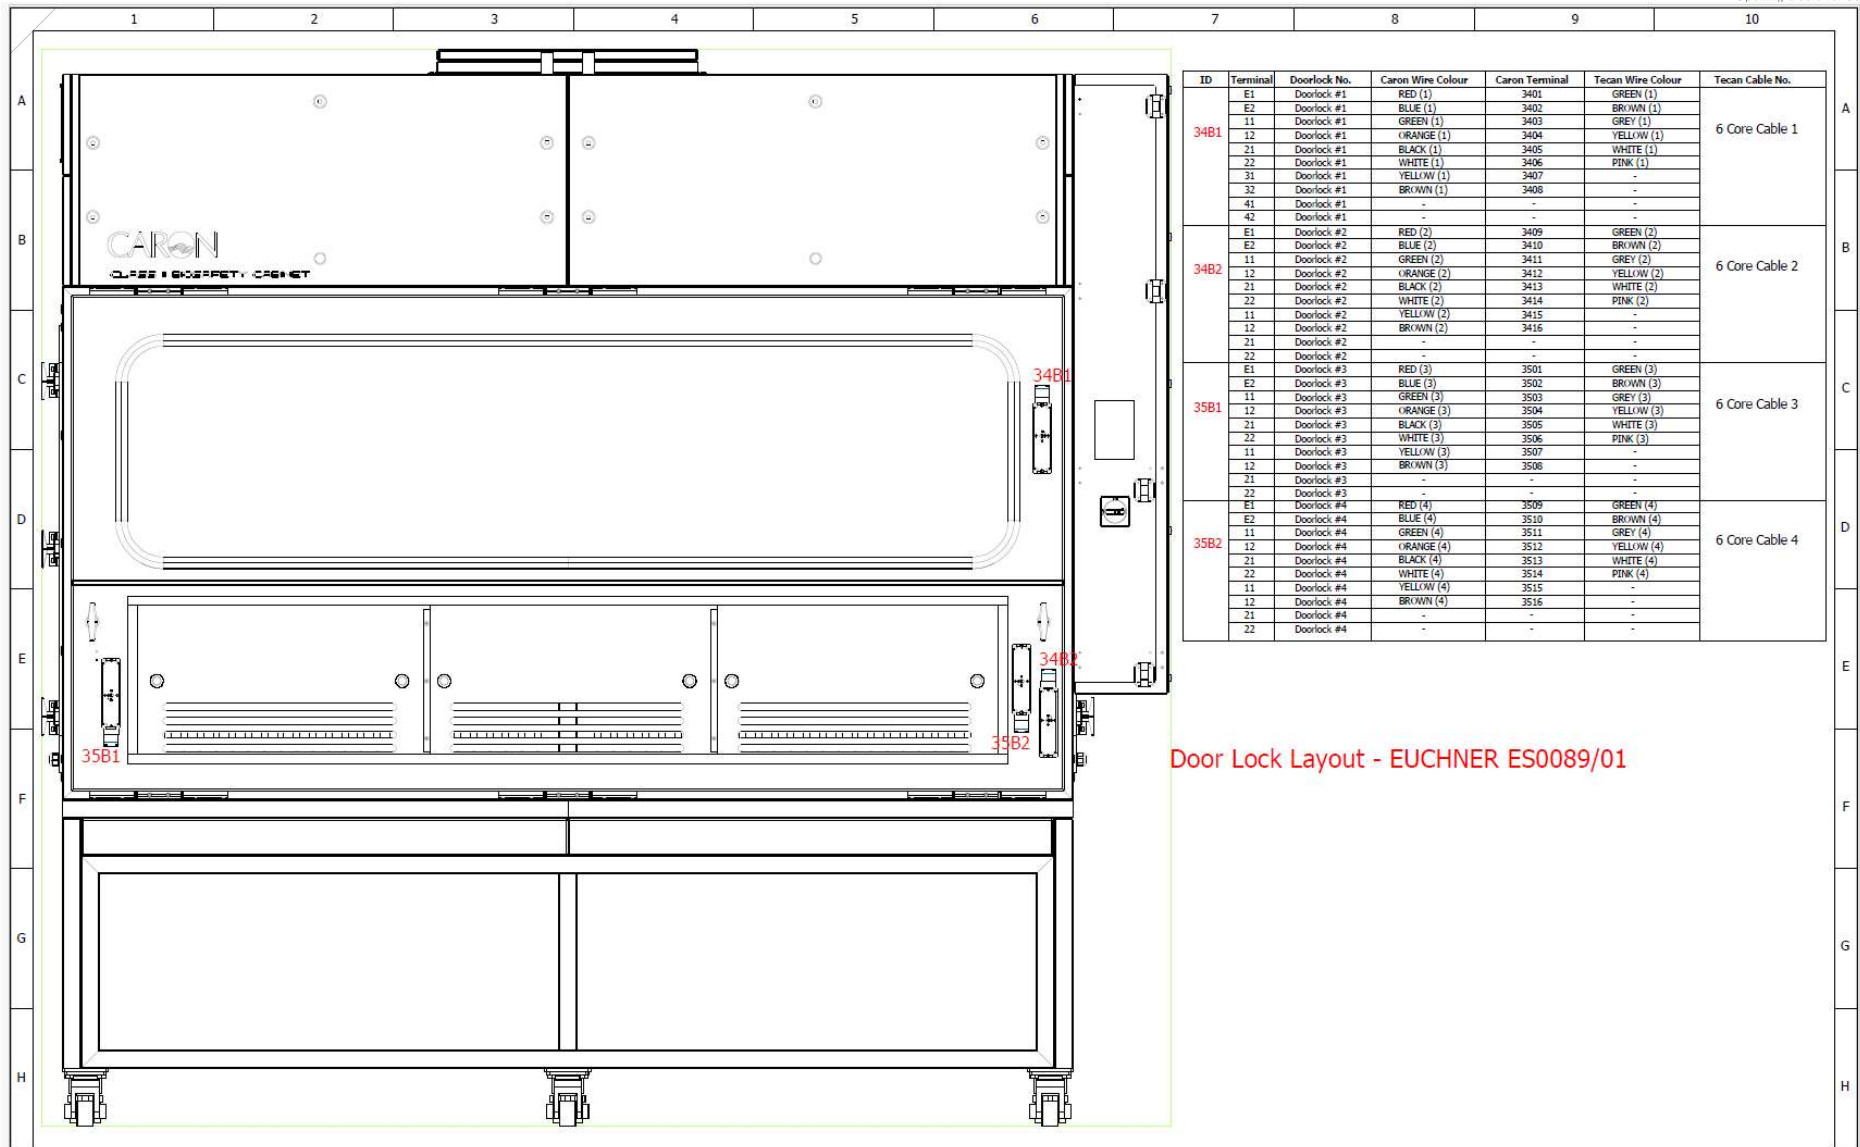 1 2 3 4 5 6 7 8 9 10
A A
B B
C C
D D
E E
F F
G G
H H
CARON
CLASS II BIOSAFETY CABINET
34B1
34B2
35B1
35B2
ID Terminal Doorlock No. Caron Wire Colour Caron Terminal Tecan Wire Colour Tecan Cable No.
34B1 6 Core Cable 1
E1 Doorlock #1 RED (1) 3401 GREEN (1)
E2 Doorlock #1 BLUE (1) 3402 BROWN (1)
11 Doorlock #1 GREEN (1) 3403 GREY (1)
12 Doorlock #1 ORANGE (1) 3404 YELLOW (1)
21 Doorlock #1 BLACK (1) 3405 WHITE (1)
22 Doorlock #1 WHITE (1) 3406 PINK (1)
31 Doorlock #1 YELLOW (1) 3407 -
32 Doorlock #1 BROWN (1) 3408 -
41 Doorlock #1 - - -
42 Doorlock #1 - - -
34B2 6 Core Cable 2
E1 Doorlock #2 RED (2) 3409 GREEN (2)
E2 Doorlock #2 BLUE (2) 3410 BROWN (2)
11 Doorlock #2 GREEN (2) 3411 GREY (2)
12 Doorlock #2 ORANGE (2) 3412 YELLOW (2)
21 Doorlock #2 BLACK (2) 3413 WHITE (2)
22 Doorlock #2 WHITE (2) 3414 PINK (2)
11 Doorlock #2 YELLOW (2) 3415 -
12 Doorlock #2 BROWN (2) 3416 -
21 Doorlock #2 - - -
22 Doorlock #2 - - -
35B1 6 Core Cable 3
E1 Doorlock #3 RED (3) 3501 GREEN (3)
E2 Doorlock #3 BLUE (3) 3502 BROWN (3)
11 Doorlock #3 GREEN (3) 3503 GREY (3)
12 Doorlock #3 ORANGE (3) 3504 YELLOW (3)
21 Doorlock #3 BLACK (3) 3505 WHITE (3)
22 Doorlock #3 WHITE (3) 3506 PINK (3)
11 Doorlock #3 YELLOW (3) 3507 -
12 Doorlock #3 BROWN (3) 3508 -
21 Doorlock #3 - - -
22 Doorlock #3 - - -
35B2 6 Core Cable 4
E1 Doorlock #4 RED (4) 3509 GREEN (4)
E2 Doorlock #4 BLUE (4) 3510 BROWN (4)
11 Doorlock #4 GREEN (4) 3511 GREY (4)
12 Doorlock #4 ORANGE (4) 3512 YELLOW (4)
21 Doorlock #4 BLACK (4) 3513 WHITE (4)
22 Doorlock #4 WHITE (4) 3514 PINK (4)
11 Doorlock #4 YELLOW (4) 3515 -
12 Doorlock #4 BROWN (4) 3516 -
21 Doorlock #4 - - -
22 Doorlock #4 - - -
Door Lock Layout - EUCHNER ES0089/01